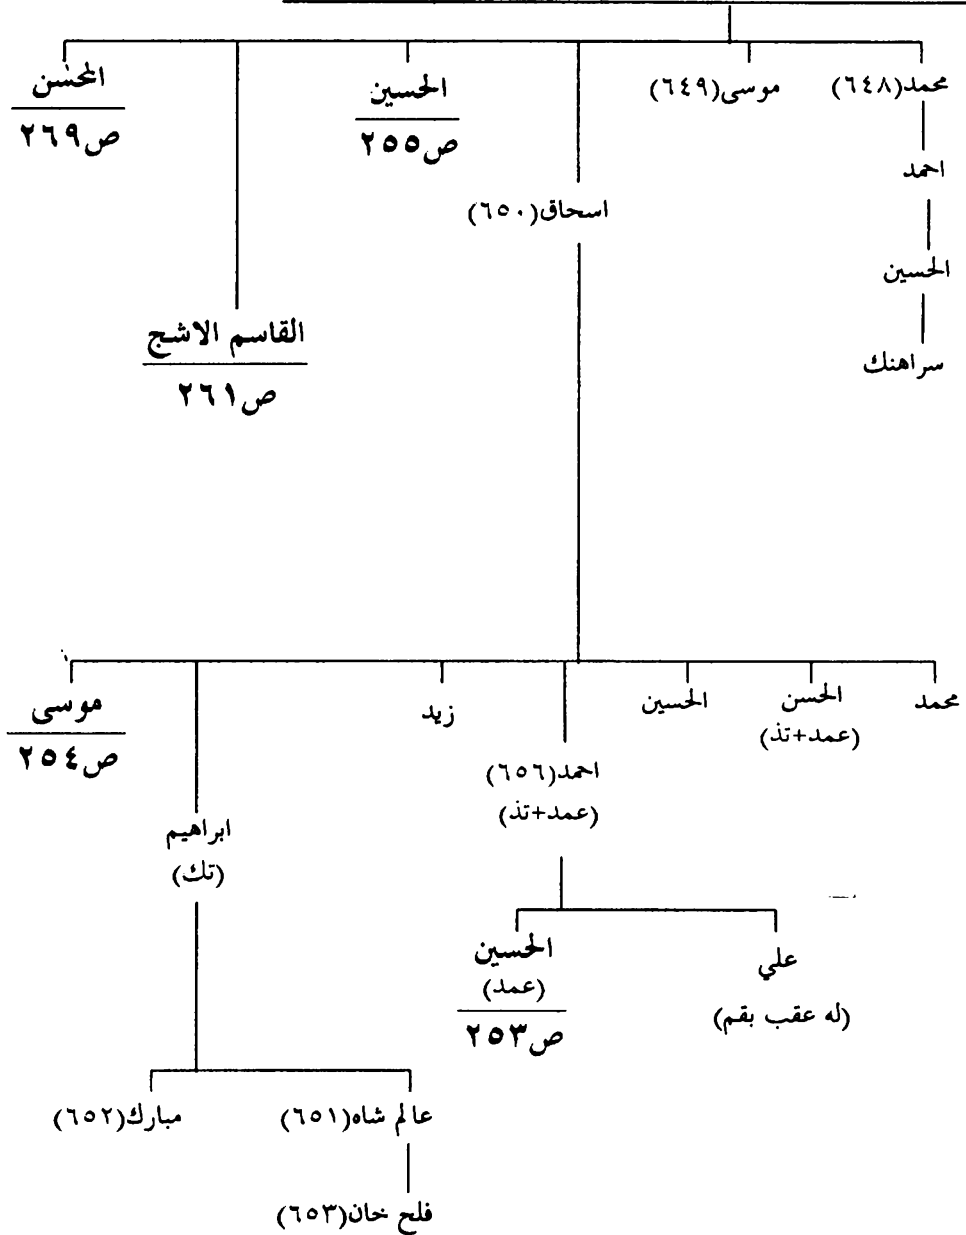 محمد(٦٤٨)
موسى(٦٤٩)
الحسين
ص٢٥٥
المحسن
ص٢٦٩
احمد
اسحاق(٦٥٠)
الحسين
القاسم الاشج
ص٢٦١
سراهنك
محمد
الحسن
(عمد+تذ)
الحسين
زيد
موسى
ص٢٥٤
احمد(٦٥٦)
(عمد+تذ)
ابراهيم
(تك)
علي
(له عقب بقم)
الحسين
(عمد)
ص٢٥٣
عالم شاه(٦٥١)
مبارك(٦٥٢)
فلح خان(٦٥٣)